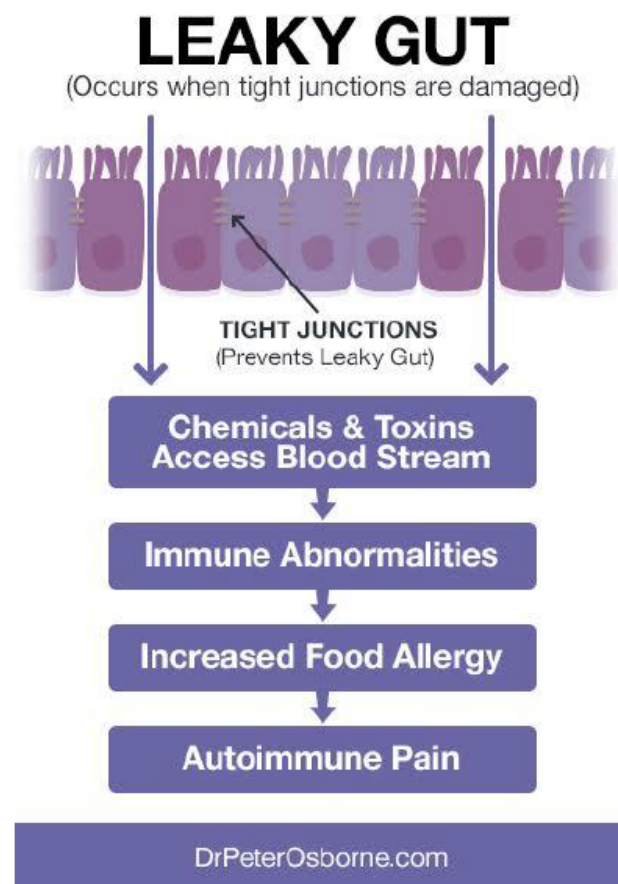 LEAKY GUT
(Occurs when tight junctions are damaged)
TIGHT JUNCTIONS
(Prevents Leaky Gut)
Chemicals & Toxins
Access Blood Stream
Immune Abnormalities
Increased Food Allergy
Autoimmune Pain
DrPeterOsborne.com